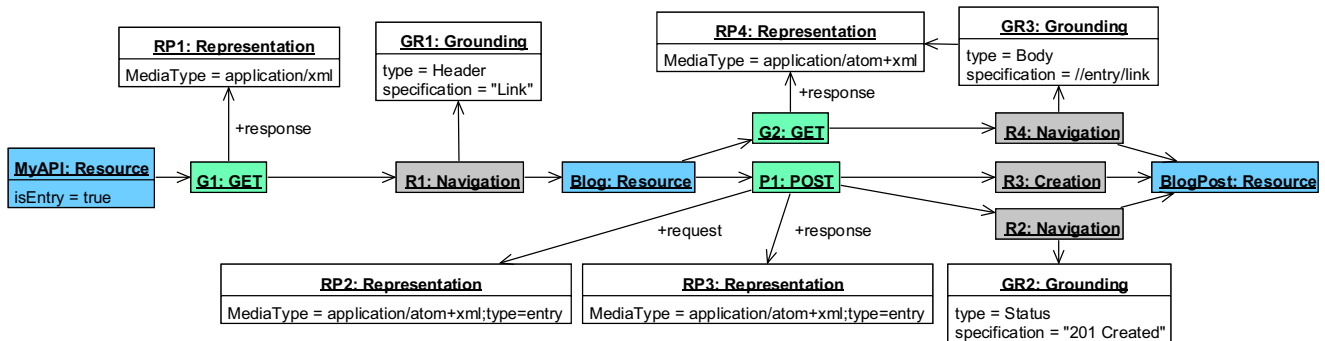 RP1: Representation
MediaType = application/xml
GR1: Grounding
type = Header
specification = "Link"
RP4: Representation
MediaType = application/atom+xml
GR3: Grounding
type = Body
specification = //entry/link
+response
+response
MyAPI: Resource
isEntry = true
G1: GET
R1: Navigation
Blog: Resource
G2: GET
P1: POST
R4: Navigation
R3: Creation
R2: Navigation
BlogPost: Resource
+request
+response
RP2: Representation
MediaType = application/atom+xml;type=entry
RP3: Representation
MediaType = application/atom+xml;type=entry
GR2: Grounding
type = Status
specification = "201 Created"